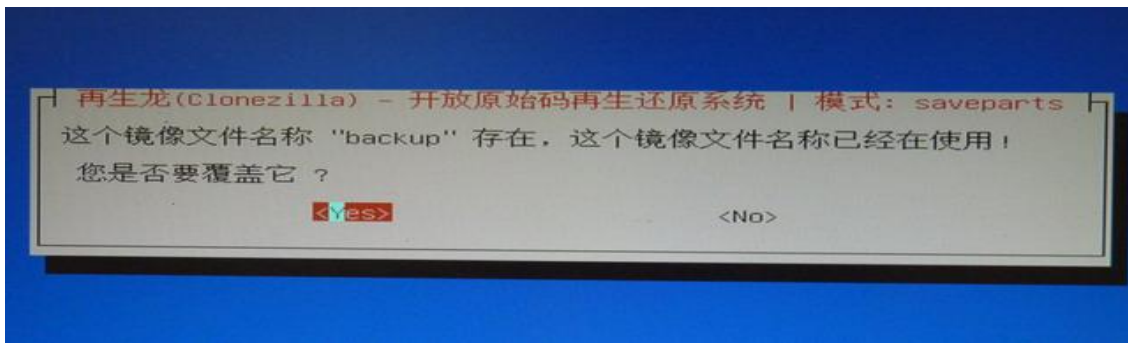 再生龙(Clonezilla) - 开放原始码再生还原系统 | 模式: saveparts
这个镜像文件名称 "backup" 存在, 这个镜像文件名称已经在使用!
您是否要覆盖它 ?
<Yes> <No>